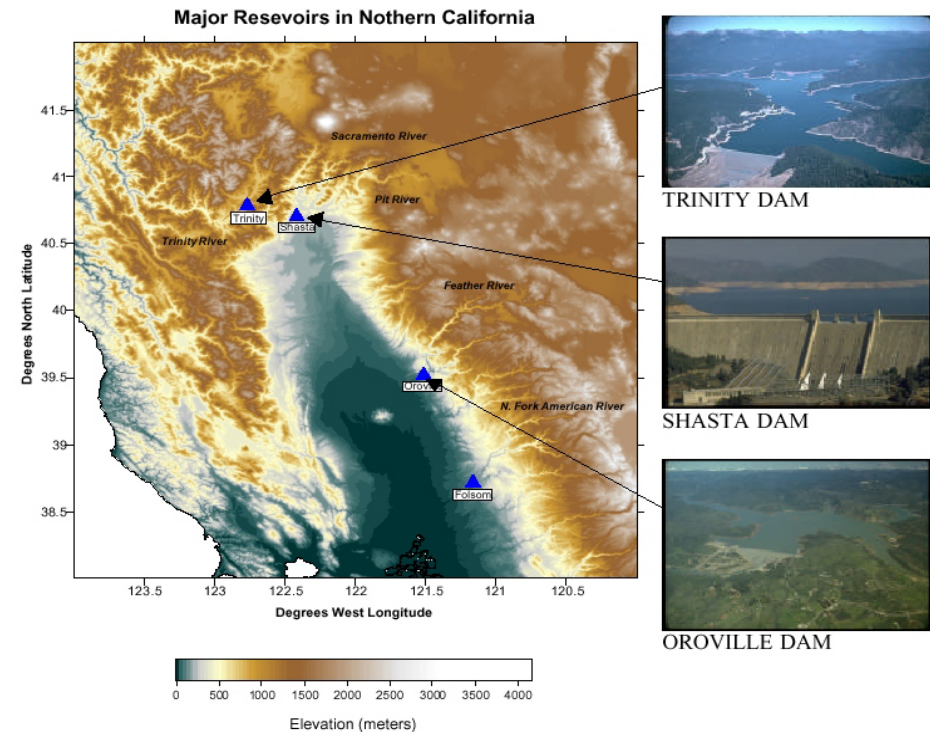 Major Resevoirs in Nothern California
41.5
41
40.5
40
39.5
39
38.5
Degrees North Latitude
Sacramento River
Pit River
Trinity
Shasta
Trinity River
Feather River
N. Fork American River
Folsom
123.5
123
122.5
122
121.5
121
120.5
Degrees West Longitude
0
500
1000
1500
2000
2500
3000
3500
4000
Elevation (meters)
TRINITY DAM
SHASTA DAM
OROVILLE DAM